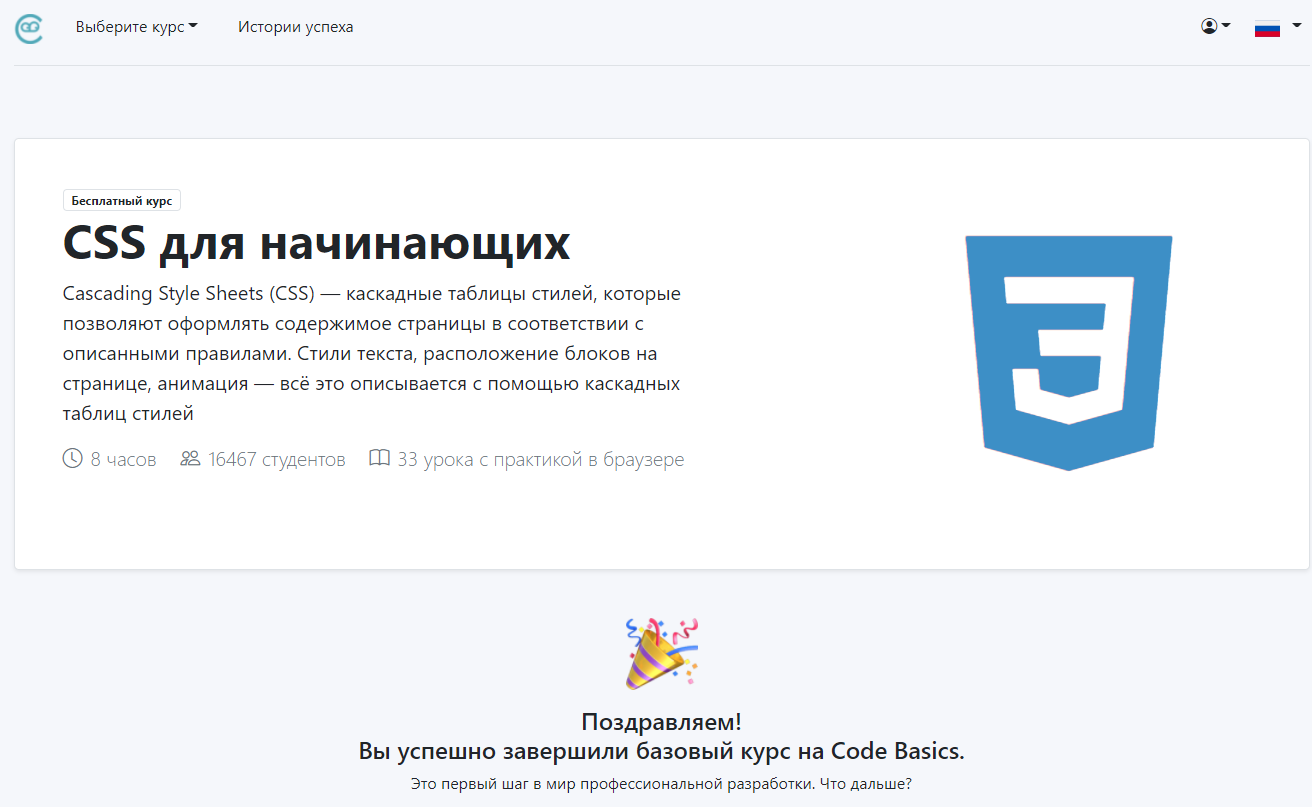 Выберите курс
Истории успеха
Бесплатный курс
CSS для начинающих
Cascading Style Sheets (CSS) — каскадные таблицы стилей, которые
позволяют оформлять содержимое страницы в соответствии с
описанными правилами. Стили текста, расположение блоков на
странице, анимация — всё это описывается с помощью каскадных
таблиц стилей
8 часов
16467 студентов
33 урока с практикой в браузере
Поздравляем!
Вы успешно завершили базовый курс на Code Basics.
Это первый шаг в мир профессиональной разработки. Что дальше?